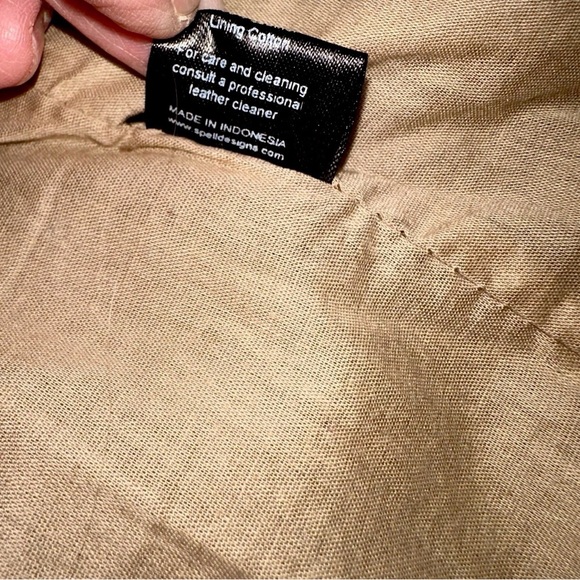 Lining Cotton
For care and cleaning
consult a professional
leather cleaner
MADE IN INDONESIA
www.spelldesigns.com